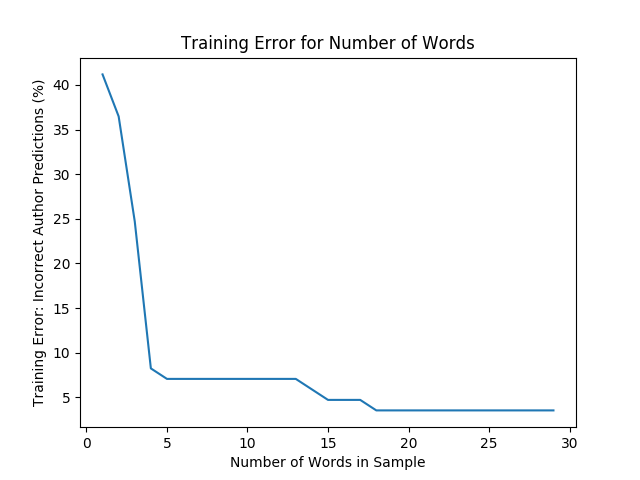 Training Error for Number of Words
Training Error: Incorrect Author Predictions (%)
40
35
30
25
20
15
10
5
0 5 10 15 20 25 30
Number of Words in Sample